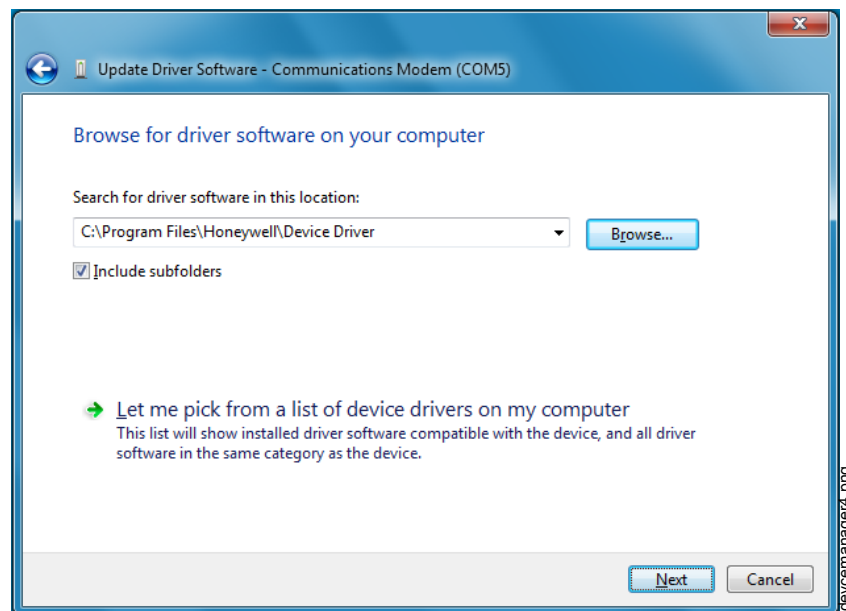 X
Update Driver Software - Communications Modem (COM5)
Browse for driver software on your computer
Search for driver software in this location:
C:\Program Files\Honeywell\Device Driver
Browse...
Include subfolders
Let me pick from a list of device drivers on my computer
This list will show installed driver software compatible with the device, and all driver
software in the same category as the device.
Next
Cancel